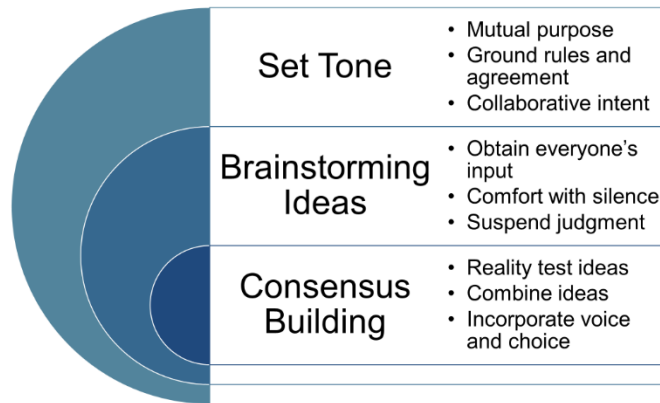 Set Tone
• Mutual purpose
• Ground rules and
agreement
• Collaborative intent
Brainstorming
Ideas
• Obtain everyone's
input
• Comfort with silence
• Suspend judgment
Consensus
Building
• Reality test ideas
• Combine ideas
• Incorporate voice
and choice